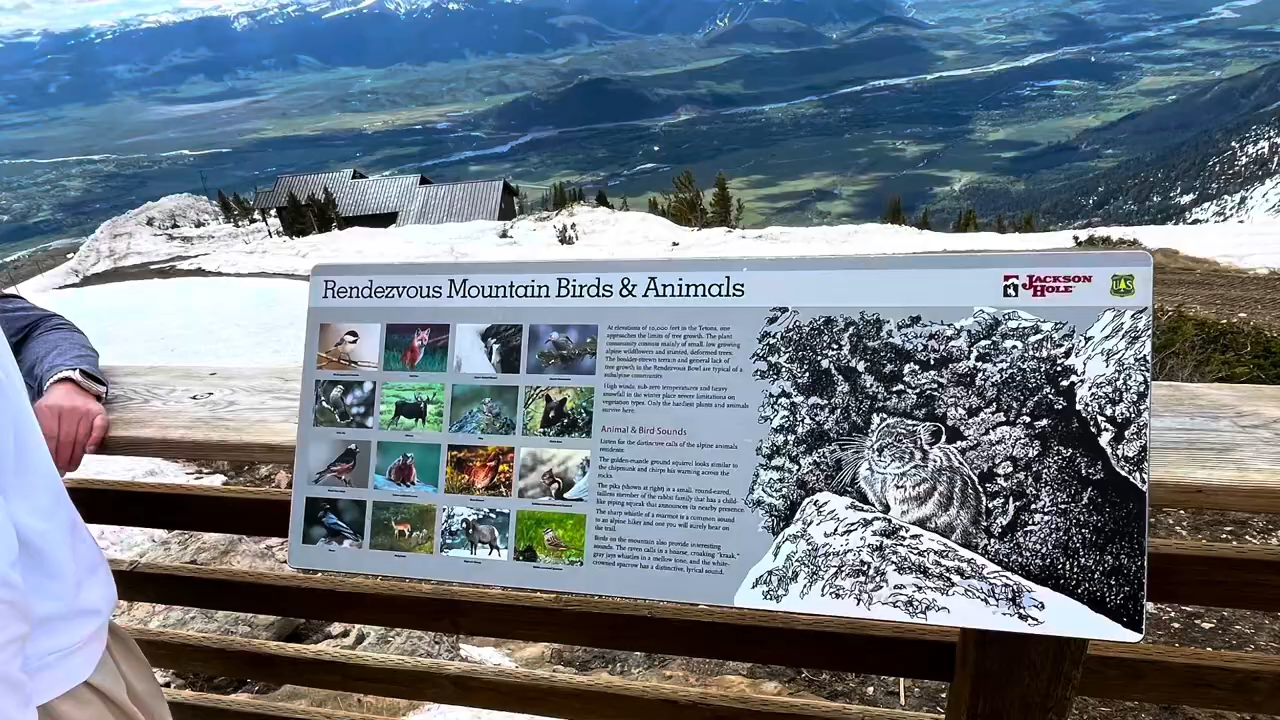 Rendezvous Mountain Birds & Animals
JACKSON
HOLE
UAS
At elevations of 10,000 feet in the Tetons, one
approaches the limits of tree growth. The plant
community consists mainly of small, low growing
alpine wildflowers and stunted, deformed trees.
The boulder-strewn terrain and general lack of
tree growth in the Rendezvous Bowl are typical of a
subalpine community.
High winds, sub-zero temperatures and heavy
snowfall in the winter place severe limitations on
vegetation types. Only the hardiest plants and animals
survive here.
Animal & Bird Sounds
Listen for the distinctive calls of the alpine animals
residents.
The golden-mantle ground squirrel looks similar to
the chipmunk and chirps his warning across the
rocks.
The pika (shown at right) is a small, round-eared,
tailless member of the rabbit family that has a child-
like piping squeak that announces its nearby presence.
The sharp whistle of a marmot is a common sound
to an alpine hiker and one you will surely hear on
the trail.
Birds on the mountain also provide interesting
sounds. The raven calls in a hoarse, croaking "kraak,"
gray jays whistles in a mellow tone, and the white-
crowned sparrow has a distinctive, lyrical sound.